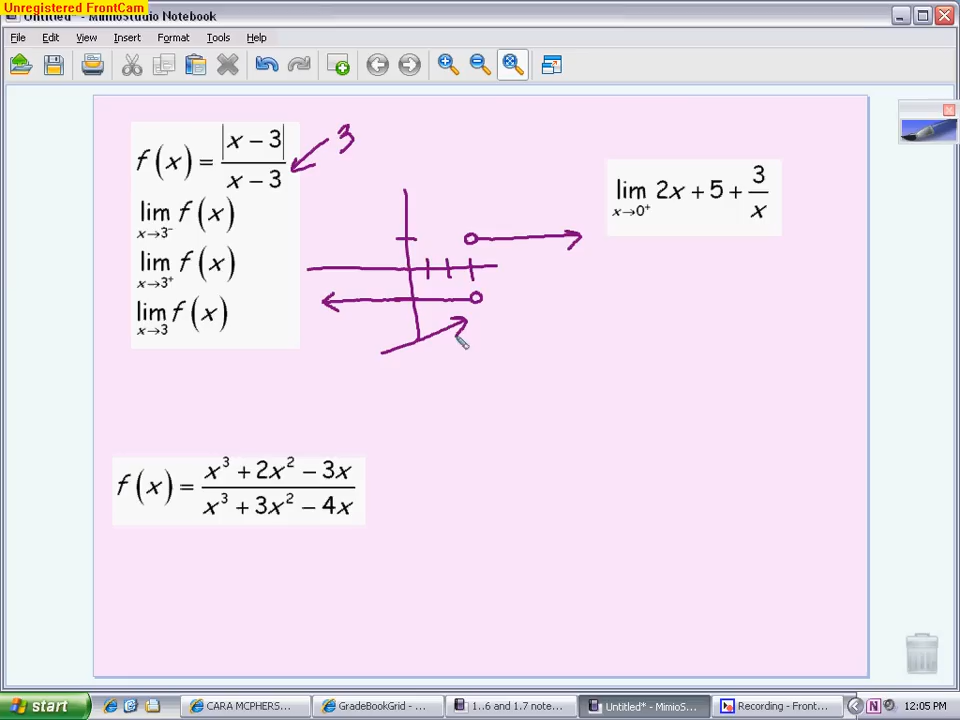 Unregistered FrontCam
Untitled* - MimioStudio Notebook
File Edit View Insert Format Tools Help
f(x) = |x − 3| / x − 3
3
lim x→3⁻ f(x)
lim x→3⁺ f(x)
lim x→3 f(x)
lim x→0⁺ 2x + 5 + 3/x
f(x) = x³ + 2x² − 3x / x³ + 3x² − 4x
start
CARA MCPHERS...
GradeBookGrid - ...
1..6 and 1.7 note...
Untitled* - MimioS...
Recording - Front...
N
12:05 PM